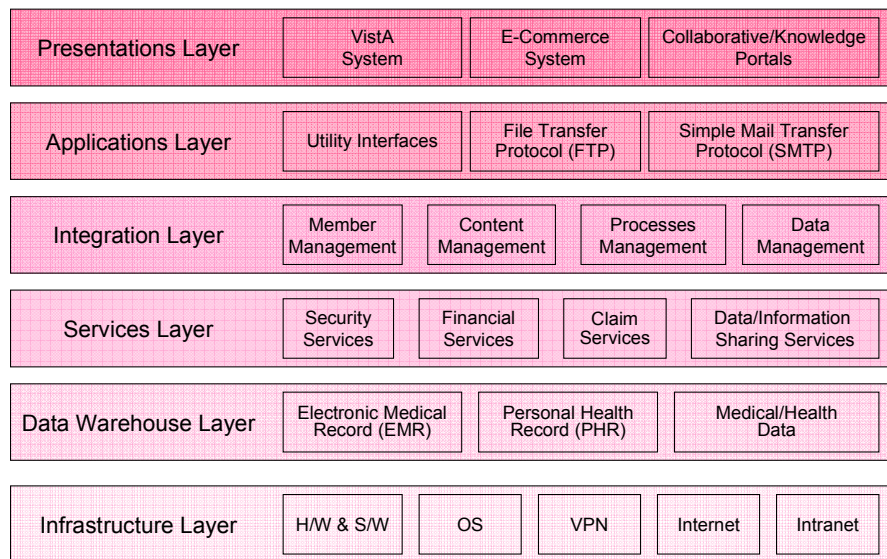 Presentations Layer
VistA
System
E-Commerce
System
Collaborative/Knowledge
Portals
Applications Layer
Utility Interfaces
File Transfer
Protocol (FTP)
Simple Mail Transfer
Protocol (SMTP)
Integration Layer
Member
Management
Content
Management
Processes
Management
Data
Management
Services Layer
Security
Services
Financial
Services
Claim
Services
Data/Information
Sharing Services
Data Warehouse Layer
Electronic Medical
Record (EMR)
Personal Health
Record (PHR)
Medical/Health
Data
Infrastructure Layer
H/W & S/W
OS
VPN
Internet
Intranet